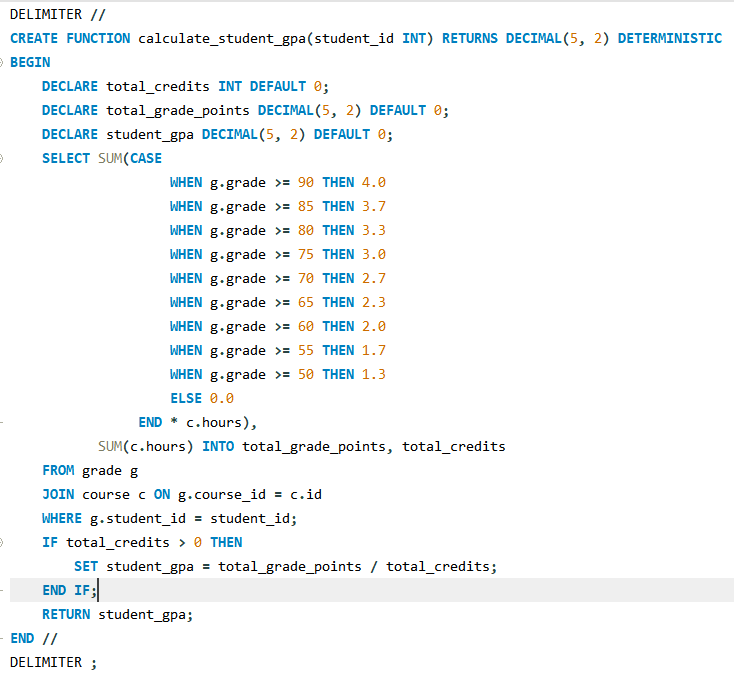 DELIMITER //
CREATE FUNCTION calculate_student_gpa(student_id INT) RETURNS DECIMAL(5, 2) DETERMINISTIC
BEGIN
    DECLARE total_credits INT DEFAULT 0;
    DECLARE total_grade_points DECIMAL(5, 2) DEFAULT 0;
    DECLARE student_gpa DECIMAL(5, 2) DEFAULT 0;
    SELECT SUM(CASE
                    WHEN g.grade >= 90 THEN 4.0
                    WHEN g.grade >= 85 THEN 3.7
                    WHEN g.grade >= 80 THEN 3.3
                    WHEN g.grade >= 75 THEN 3.0
                    WHEN g.grade >= 70 THEN 2.7
                    WHEN g.grade >= 65 THEN 2.3
                    WHEN g.grade >= 60 THEN 2.0
                    WHEN g.grade >= 55 THEN 1.7
                    WHEN g.grade >= 50 THEN 1.3
                    ELSE 0.0
                END * c.hours),
           SUM(c.hours) INTO total_grade_points, total_credits
    FROM grade g
    JOIN course c ON g.course_id = c.id
    WHERE g.student_id = student_id;
    IF total_credits > 0 THEN
        SET student_gpa = total_grade_points / total_credits;
    END IF;
    RETURN student_gpa;
END //
DELIMITER ;